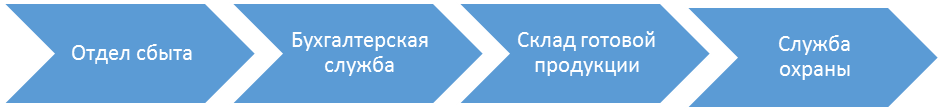 Отдел сбыта
Бухгалтерская
служба
Склад готовой
продукции
Служба
охраны